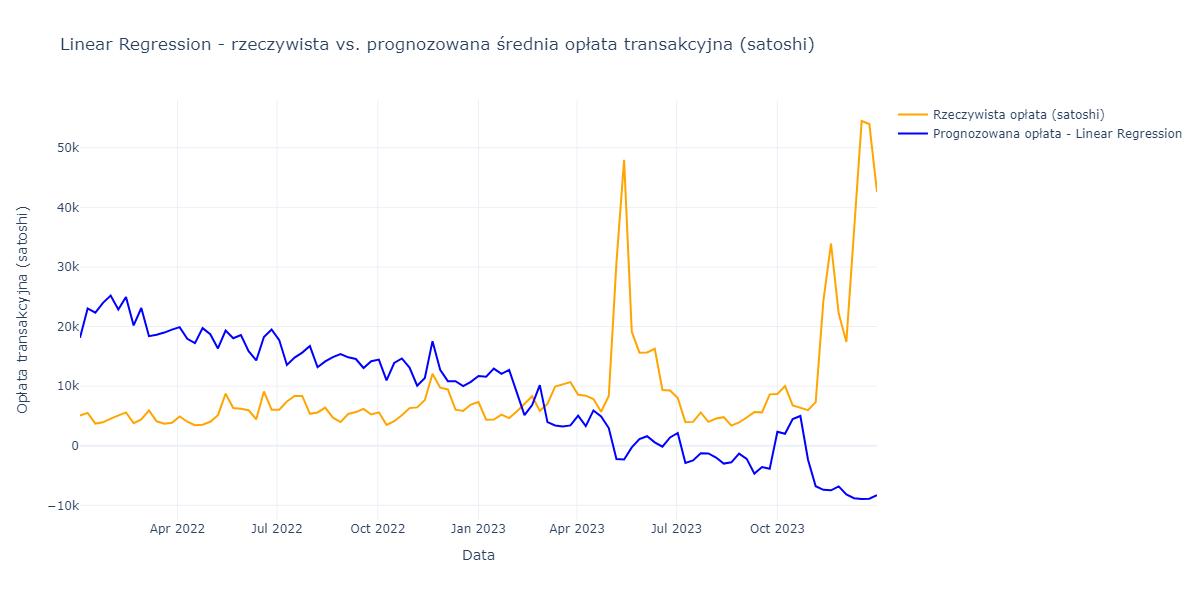 Linear Regression - rzeczywista vs. prognozowana średnia opłata transakcyjna (satoshi)
Rzeczywista opłata (satoshi)
Prognozowana opłata - Linear Regression
Opłata transakcyjna (satoshi)
50k
40k
30k
20k
10k
0
−10k
Apr 2022
Jul 2022
Oct 2022
Jan 2023
Apr 2023
Jul 2023
Oct 2023
Data